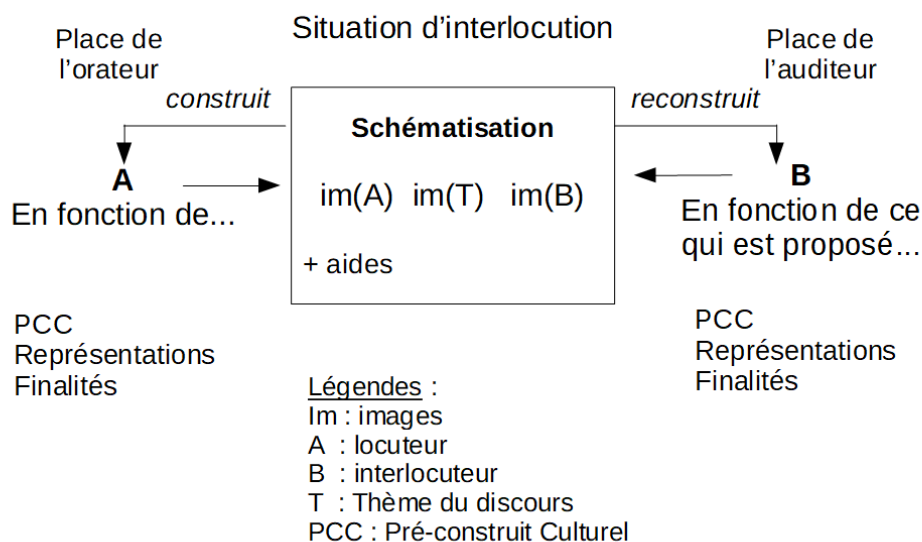 Situation d’interlocution
Place de
l’orateur
Place de
l’auditeur
construit
reconstruit
Schématisation
A
B
im(A) im(T) im(B)
En fonction de...
En fonction de ce
qui est proposé...
+ aides
PCC
Représentations
Finalités
PCC
Représentations
Finalités
Légendes :
Im : images
A : locuteur
B : interlocuteur
T : Thème du discours
PCC : Pré-construit Culturel